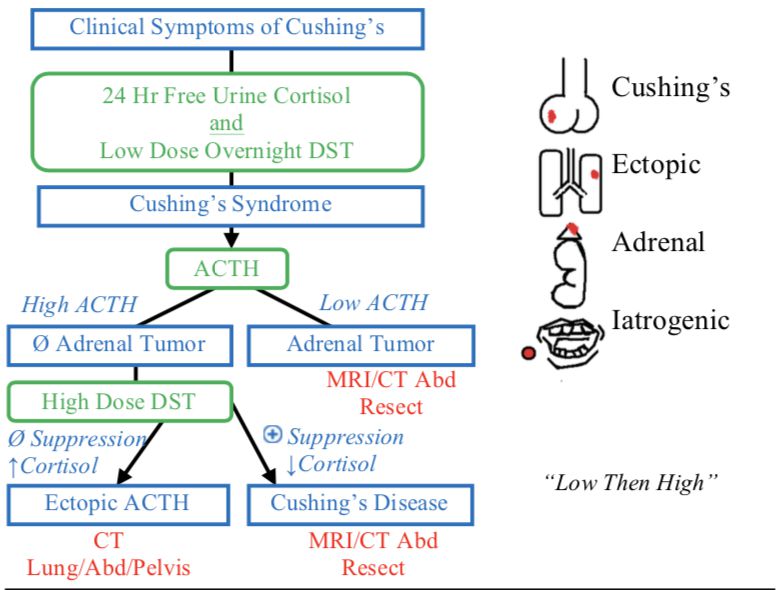 Clinical Symptoms of Cushing's
24 Hr Free Urine Cortisol
and
Low Dose Overnight DST
Cushing's Syndrome
ACTH
High ACTH
Low ACTH
Ø Adrenal Tumor
Adrenal Tumor
MRI/CT Abd
Resect
High Dose DST
Ø Suppression
↑Cortisol
⊕ Suppression
↓Cortisol
Ectopic ACTH
Cushing's Disease
CT
Lung/Abd/Pelvis
MRI/CT Abd
Resect
Cushing's
Ectopic
Adrenal
Iatrogenic
"Low Then High"